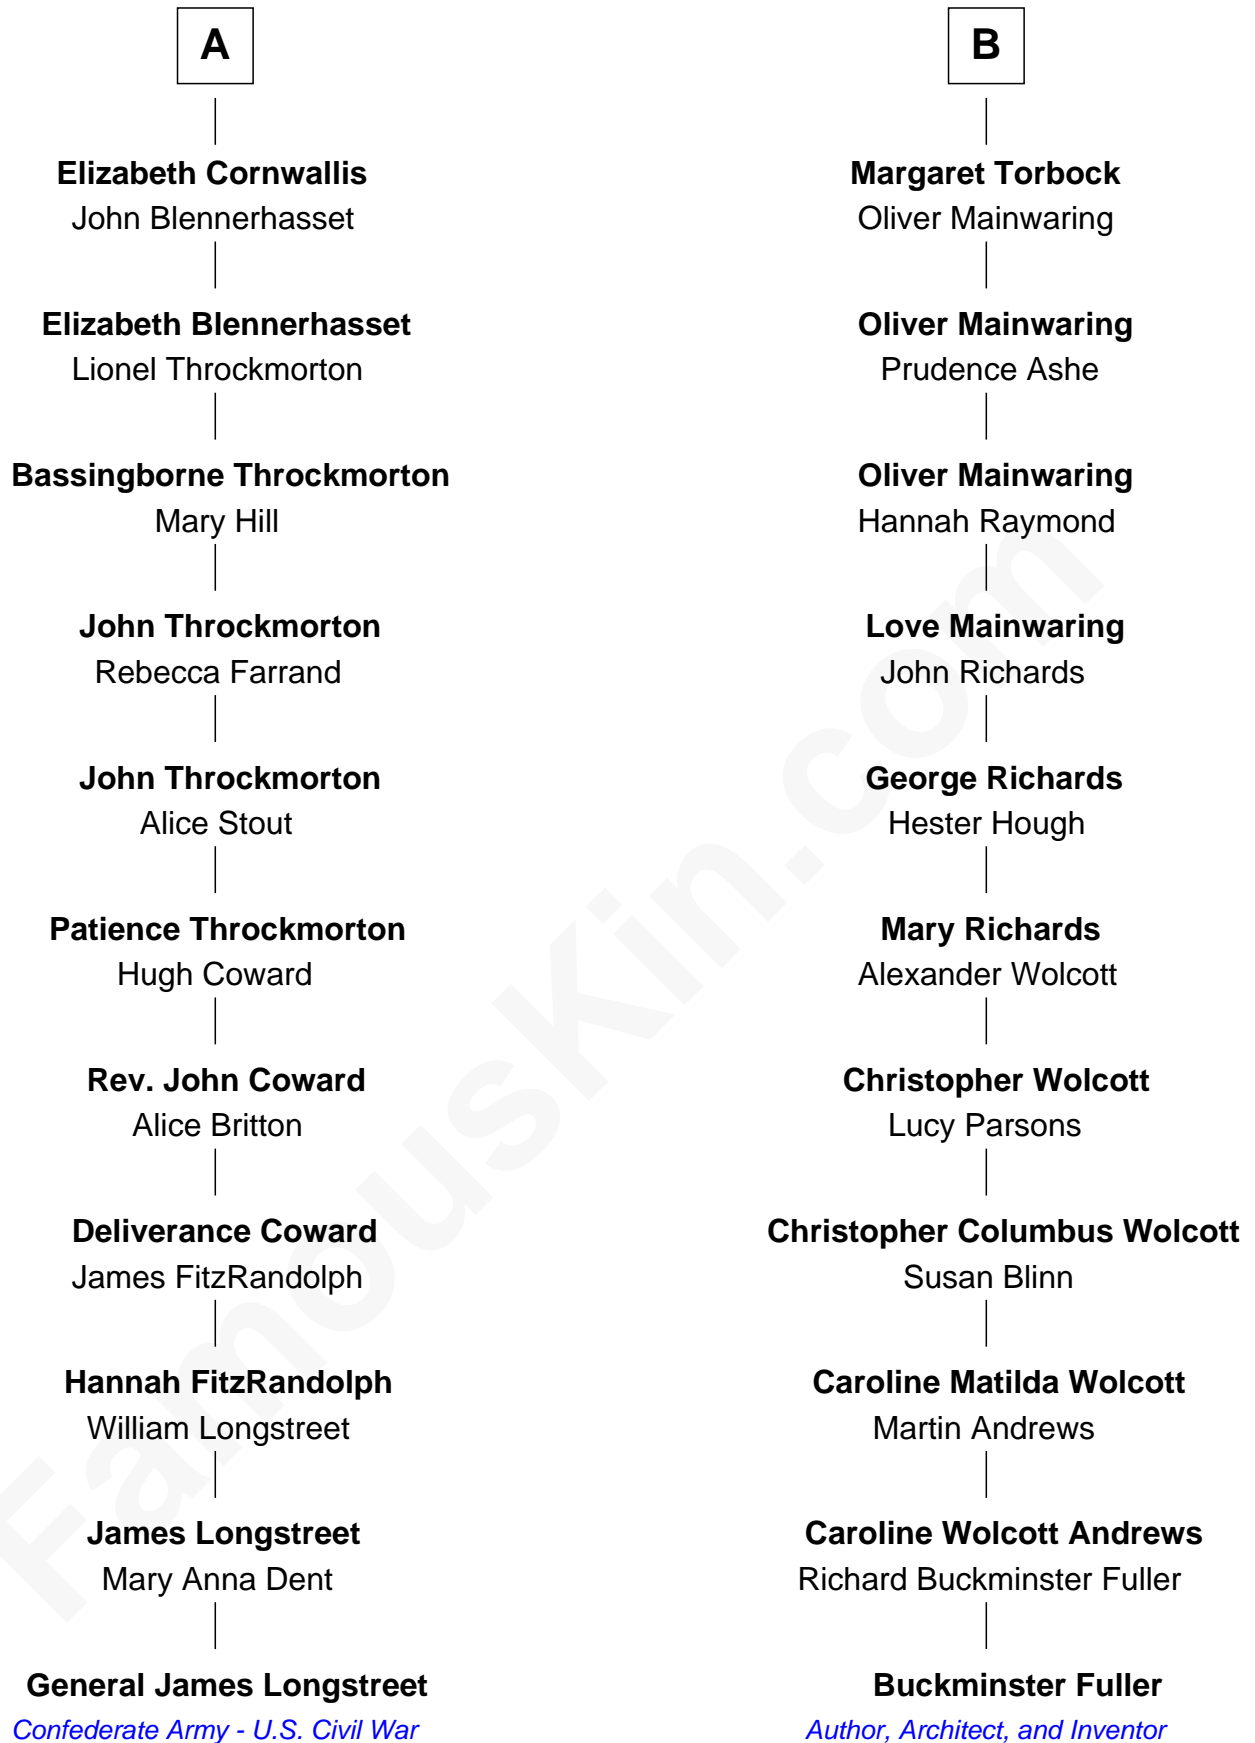 A
Elizabeth Cornwallis
John Blennerhasset
Elizabeth Blennerhasset
Lionel Throckmorton
Bassingborne Throckmorton
Mary Hill
John Throckmorton
Rebecca Farrand
John Throckmorton
Alice Stout
Patience Throckmorton
Hugh Coward
Rev. John Coward
Alice Britton
Deliverance Coward
James FitzRandolph
Hannah FitzRandolph
William Longstreet
James Longstreet
Mary Anna Dent
General James Longstreet
Confederate Army - U.S. Civil War
B
Margaret Torbock
Oliver Mainwaring
Oliver Mainwaring
Prudence Ashe
Oliver Mainwaring
Hannah Raymond
Love Mainwaring
John Richards
George Richards
Hester Hough
Mary Richards
Alexander Wolcott
Christopher Wolcott
Lucy Parsons
Christopher Columbus Wolcott
Susan Blinn
Caroline Matilda Wolcott
Martin Andrews
Caroline Wolcott Andrews
Richard Buckminster Fuller
Buckminster Fuller
Author, Architect, and Inventor
FamousKin.com